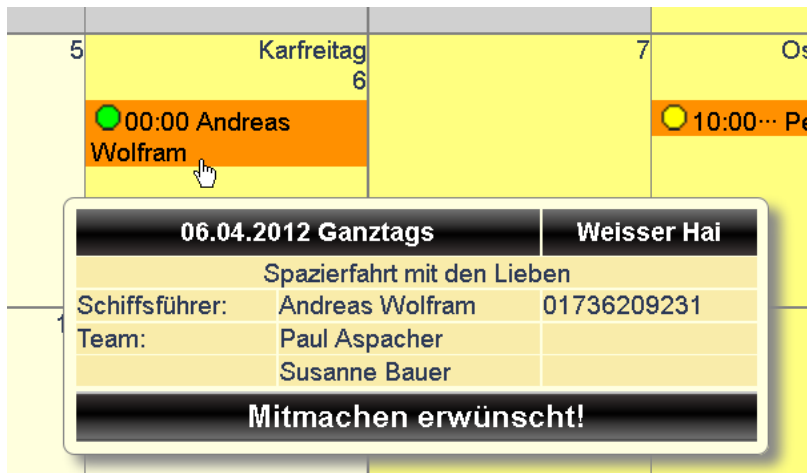 5
Karfreitag
6
7
Os
00:00 Andreas
Wolfram
10:00··· Pe
06.04.2012 Ganztags Weisser Hai
Spazierfahrt mit den Lieben
Schiffsführer: Andreas Wolfram 01736209231
1
Team: Paul Aspacher
Susanne Bauer
Mitmachen erwünscht!